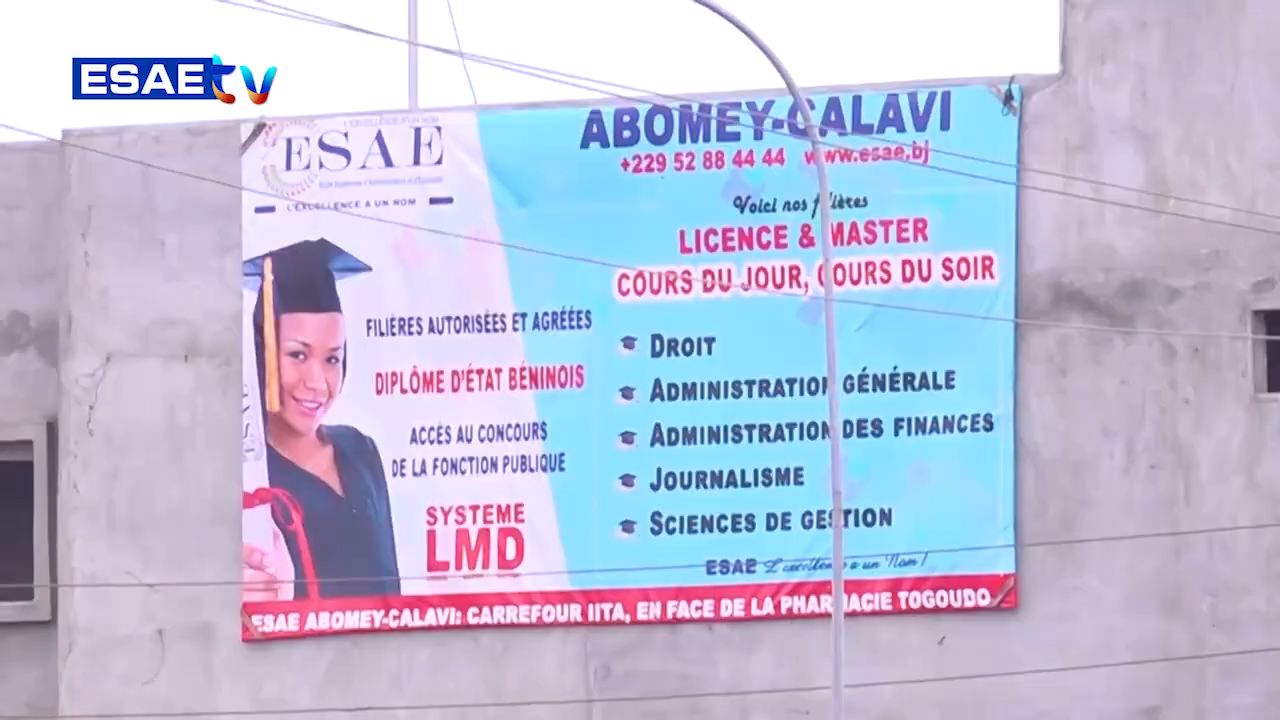 ESAE tv
ABOMEY-CALAVI
+229 52 88 44 44 www.esae.bj
ESAE
L'EXCELLENCE A UN NOM
Voici nos filières
LICENCE & MASTER
COURS DU JOUR, COURS DU SOIR
FILIÈRES AUTORISÉES ET AGRÉÉES
DIPLÔME D'ÉTAT BÉNINOIS
ACCÈS AU CONCOURS
DE LA FONCTION PUBLIQUE
SYSTEME
LMD
DROIT
ADMINISTRATION GÉNÉRALE
ADMINISTRATION DES FINANCES
JOURNALISME
SCIENCES DE GESTION
ESAE L'excellence a un Nom !
ESAE ABOMEY-CALAVI: CARREFOUR IITA, EN FACE DE LA PHARMACIE TOGOUDO